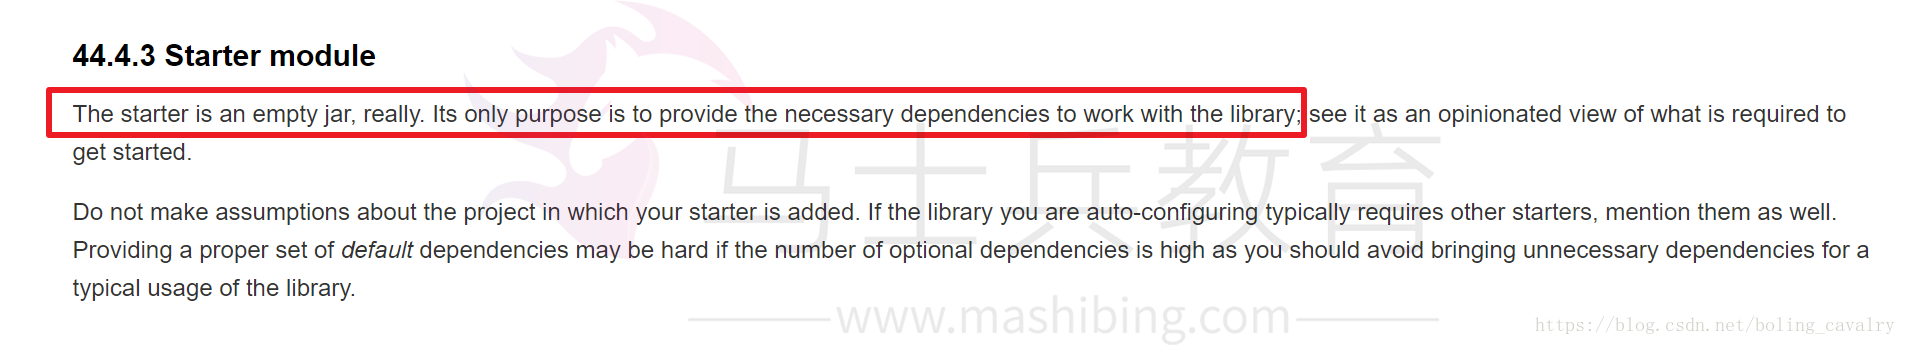 44.4.3 Starter module
The starter is an empty jar, really. Its only purpose is to provide the necessary dependencies to work with the library; see it as an opinionated view of what is required to
get started.
马士兵教育
Do not make assumptions about the project in which your starter is added. If the library you are auto-configuring typically requires other starters, mention them as well.
Providing a proper set of default dependencies may be hard if the number of optional dependencies is high as you should avoid bringing unnecessary dependencies for a
typical usage of the library.
www.mashibing.com
https://blog.csdn.net/boling_cavalry